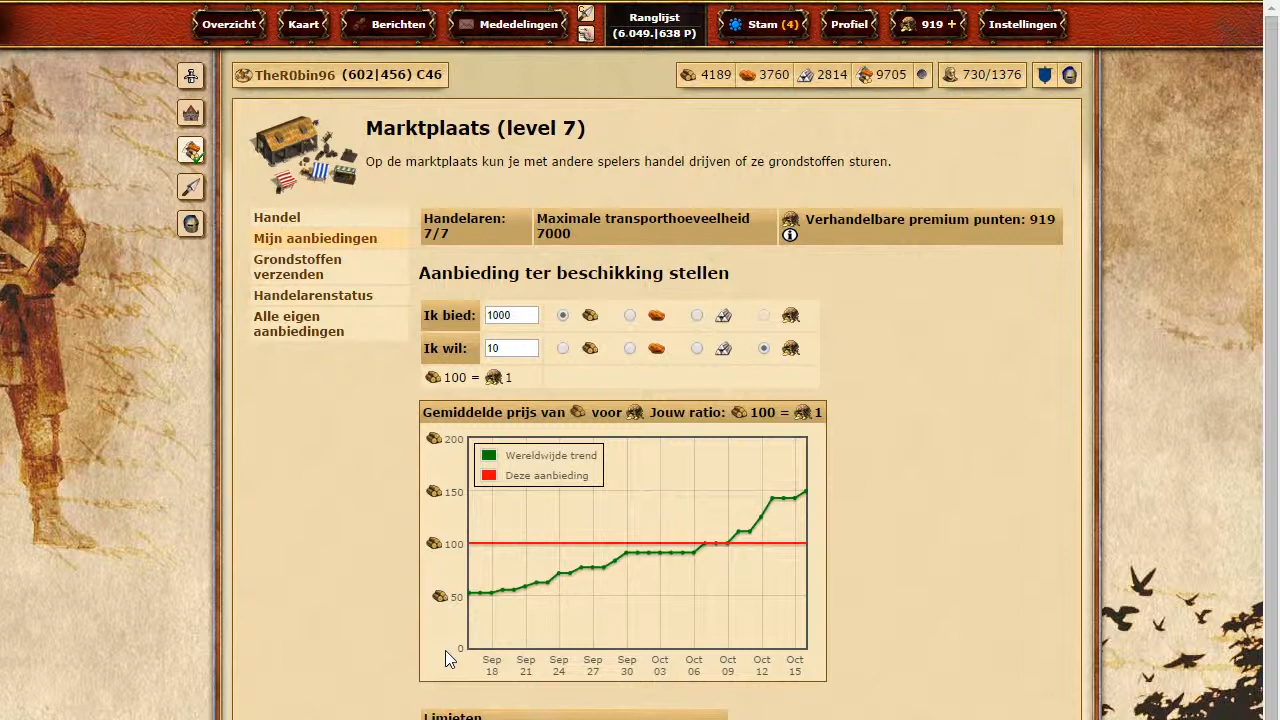 Overzicht
Kaart
Berichten
Mededelingen
Ranglijst
(6.049.|638 P)
Stam (4)
Profiel
919 +
Instellingen
TheR0bin96 (602|456) C46
4189
3760
2814
9705
730/1376
Marktplaats (level 7)
Op de marktplaats kun je met andere spelers handel drijven of ze grondstoffen sturen.
Handel
Mijn aanbiedingen
Grondstoffen
verzenden
Handelarenstatus
Alle eigen
aanbiedingen
Handelaren:
7/7
Maximale transporthoeveelheid
7000
Verhandelbare premium punten: 919
Aanbieding ter beschikking stellen
Ik bied: 1000
Ik wil: 10
100 = 1
Gemiddelde prijs van voor Jouw ratio: 100 = 1
200
Wereldwijde trend
Deze aanbieding
150
100
50
0
Sep 18
Sep 21
Sep 24
Sep 27
Sep 30
Oct 03
Oct 06
Oct 09
Oct 12
Oct 15
Limieten